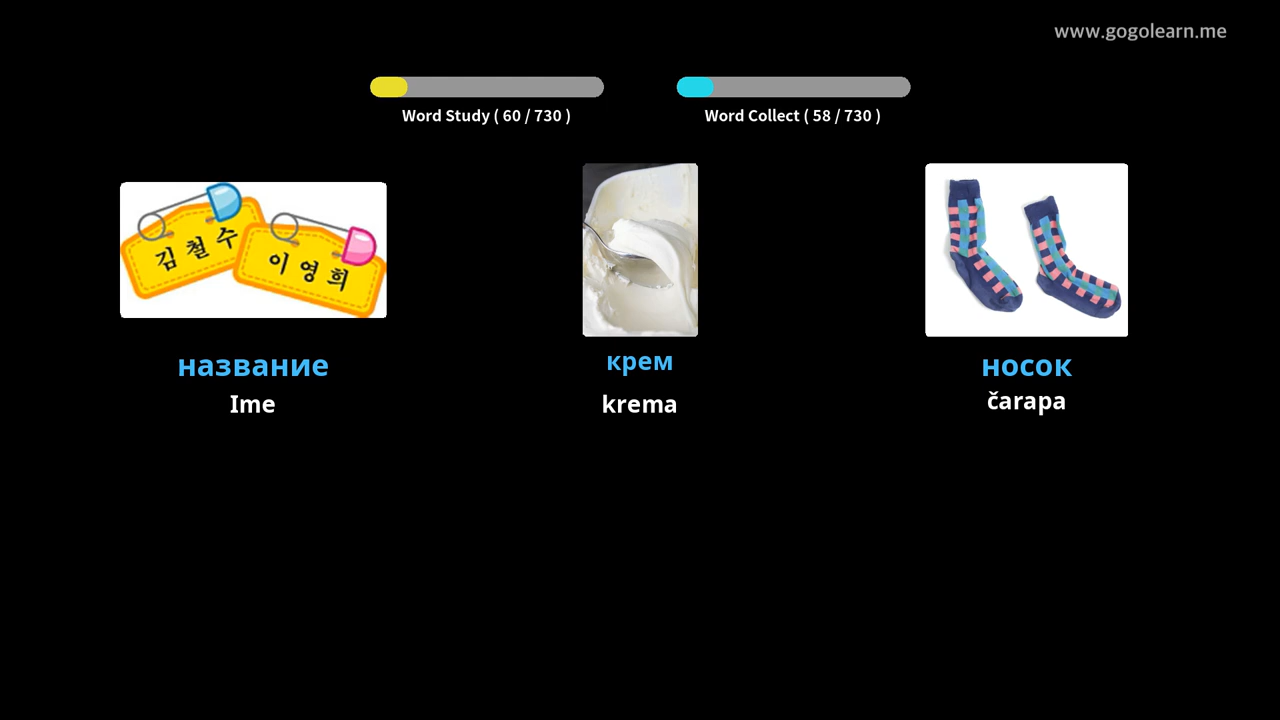 www.gogolearn.me
Word Study ( 60 / 730 )
Word Collect ( 58 / 730 )
김철수
이영희
название
Ime
крем
krema
носок
čarapa